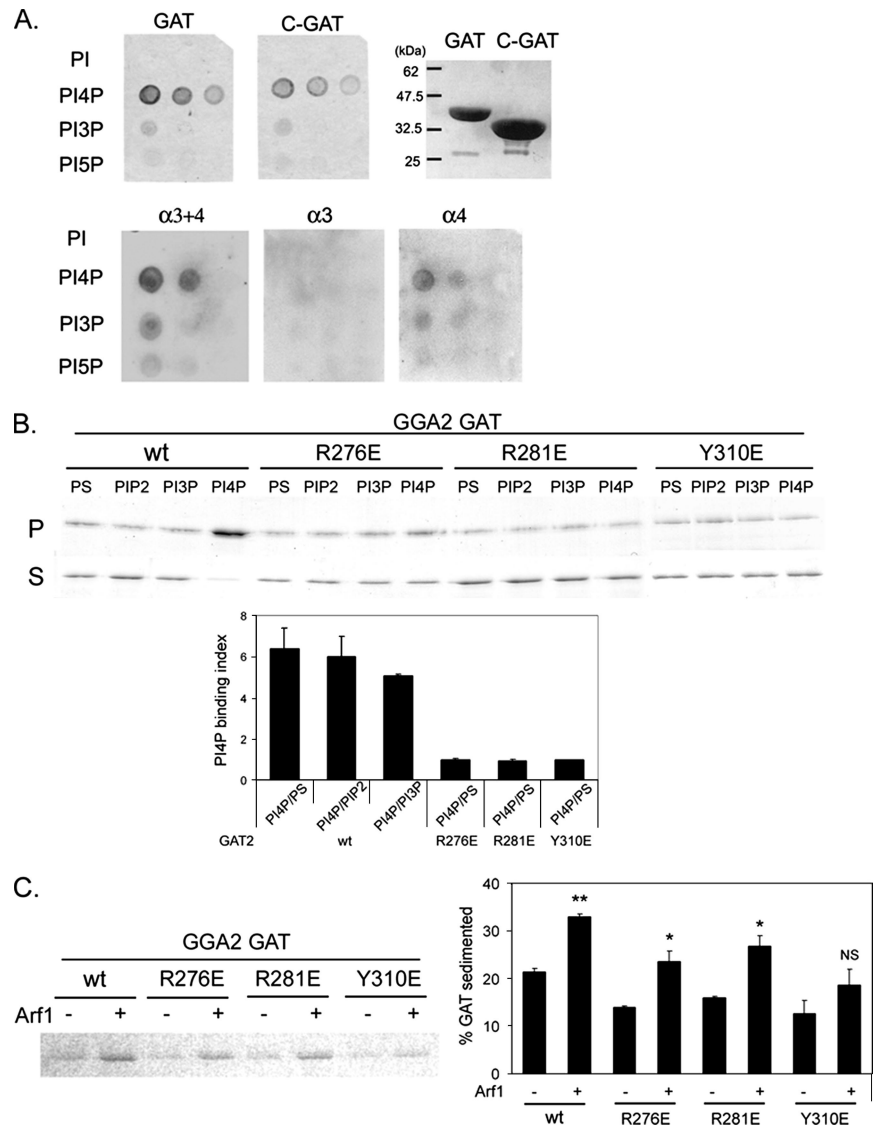 A.
GAT C-GAT
PI
PI4P
PI3P
PI5P
(kDa) GAT C-GAT
62
47.5
32.5
25
α3+4 α3 α4
PI
PI4P
PI3P
PI5P
B.
GGA2 GAT
wt R276E R281E Y310E
PS PIP2 PI3P PI4P PS PIP2 PI3P PI4P PS PIP2 PI3P PI4P PS PIP2 PI3P PI4P
P
S
PI4P binding index
8
6
4
2
0
PI4P/PS PI4P/PIP2 PI4P/PI3P PI4P/PS PI4P/PS PI4P/PS
GAT2 wt R276E R281E Y310E
C.
GGA2 GAT
wt R276E R281E Y310E
Arf1 - + - + - + - +
% GAT sedimented
40
30
20
10
0
** * * NS
Arf1 - + - + - + - +
wt R276E R281E Y310E